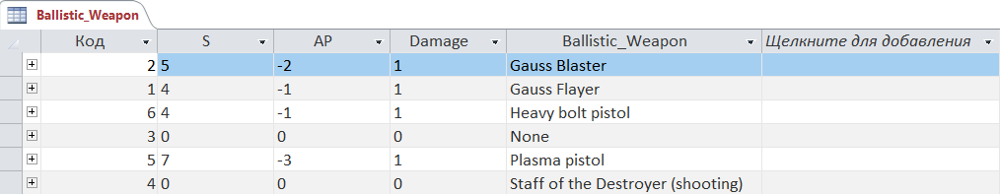 Ballistic_Weapon
Код S AP Damage Ballistic_Weapon Щелкните для добавления
2 5 -2 1 Gauss Blaster
1 4 -1 1 Gauss Flayer
6 4 -1 1 Heavy bolt pistol
3 0 0 0 None
5 7 -3 1 Plasma pistol
4 0 0 0 Staff of the Destroyer (shooting)